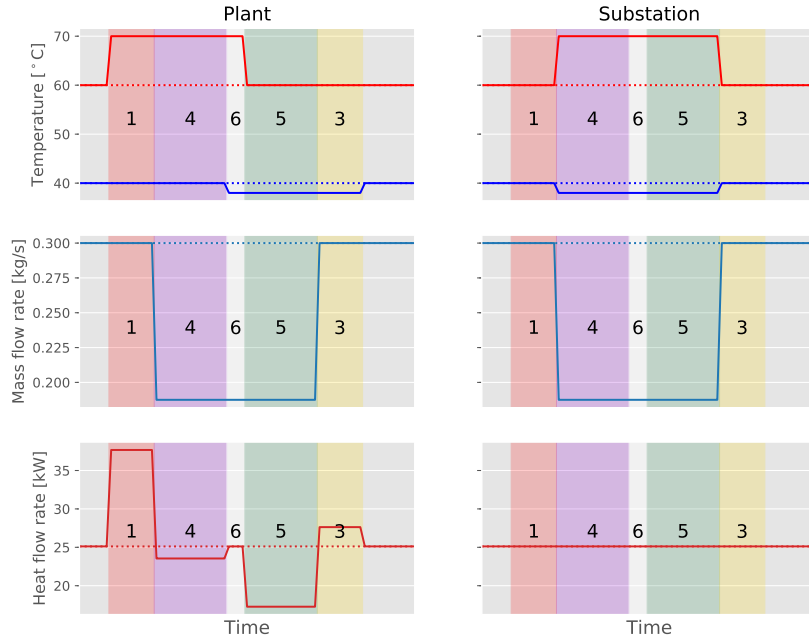 Plant
Substation
Temperature [°C]
70
60
50
40
1 4 6 5 3
1 4 6 5 3
Mass flow rate [kg/s]
0.300
0.275
0.250
0.225
0.200
1 4 6 5 3
1 4 6 5 3
Heat flow rate [kW]
35
30
25
20
1 4 6 5 3
1 4 6 5 3
Time
Time